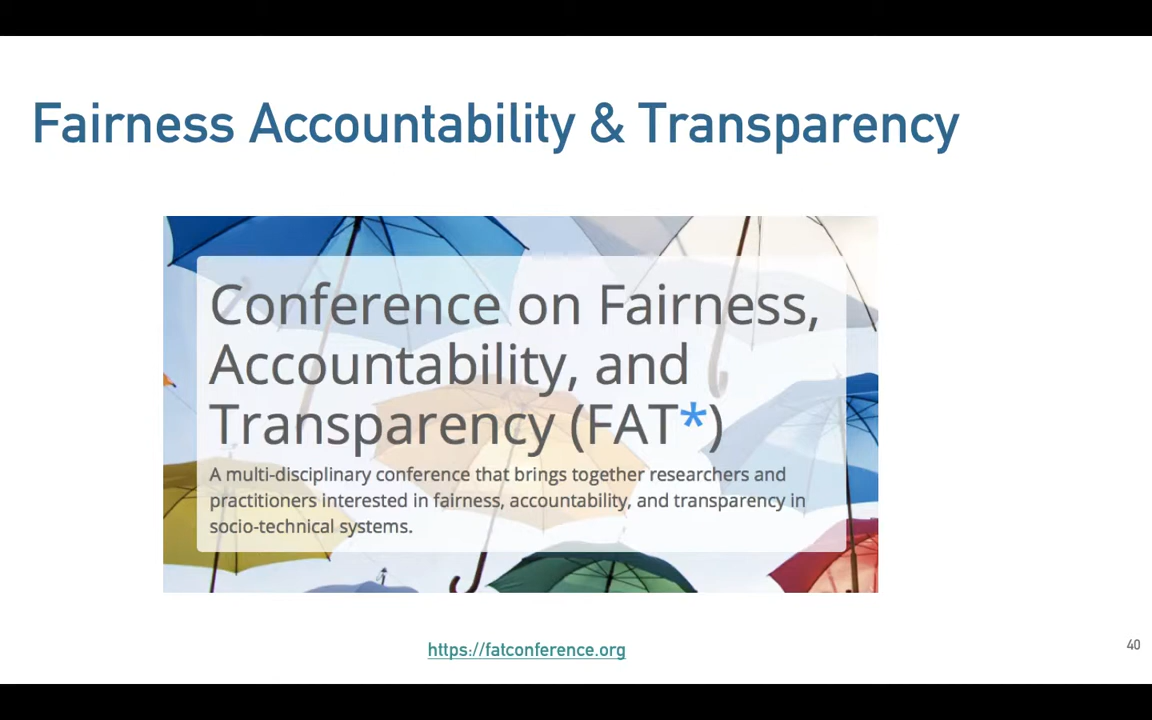 Fairness Accountability & Transparency
Conference on Fairness,
Accountability, and
Transparency (FAT*)
A multi-disciplinary conference that brings together researchers and
practitioners interested in fairness, accountability, and transparency in
socio-technical systems.
https://fatconference.org
40